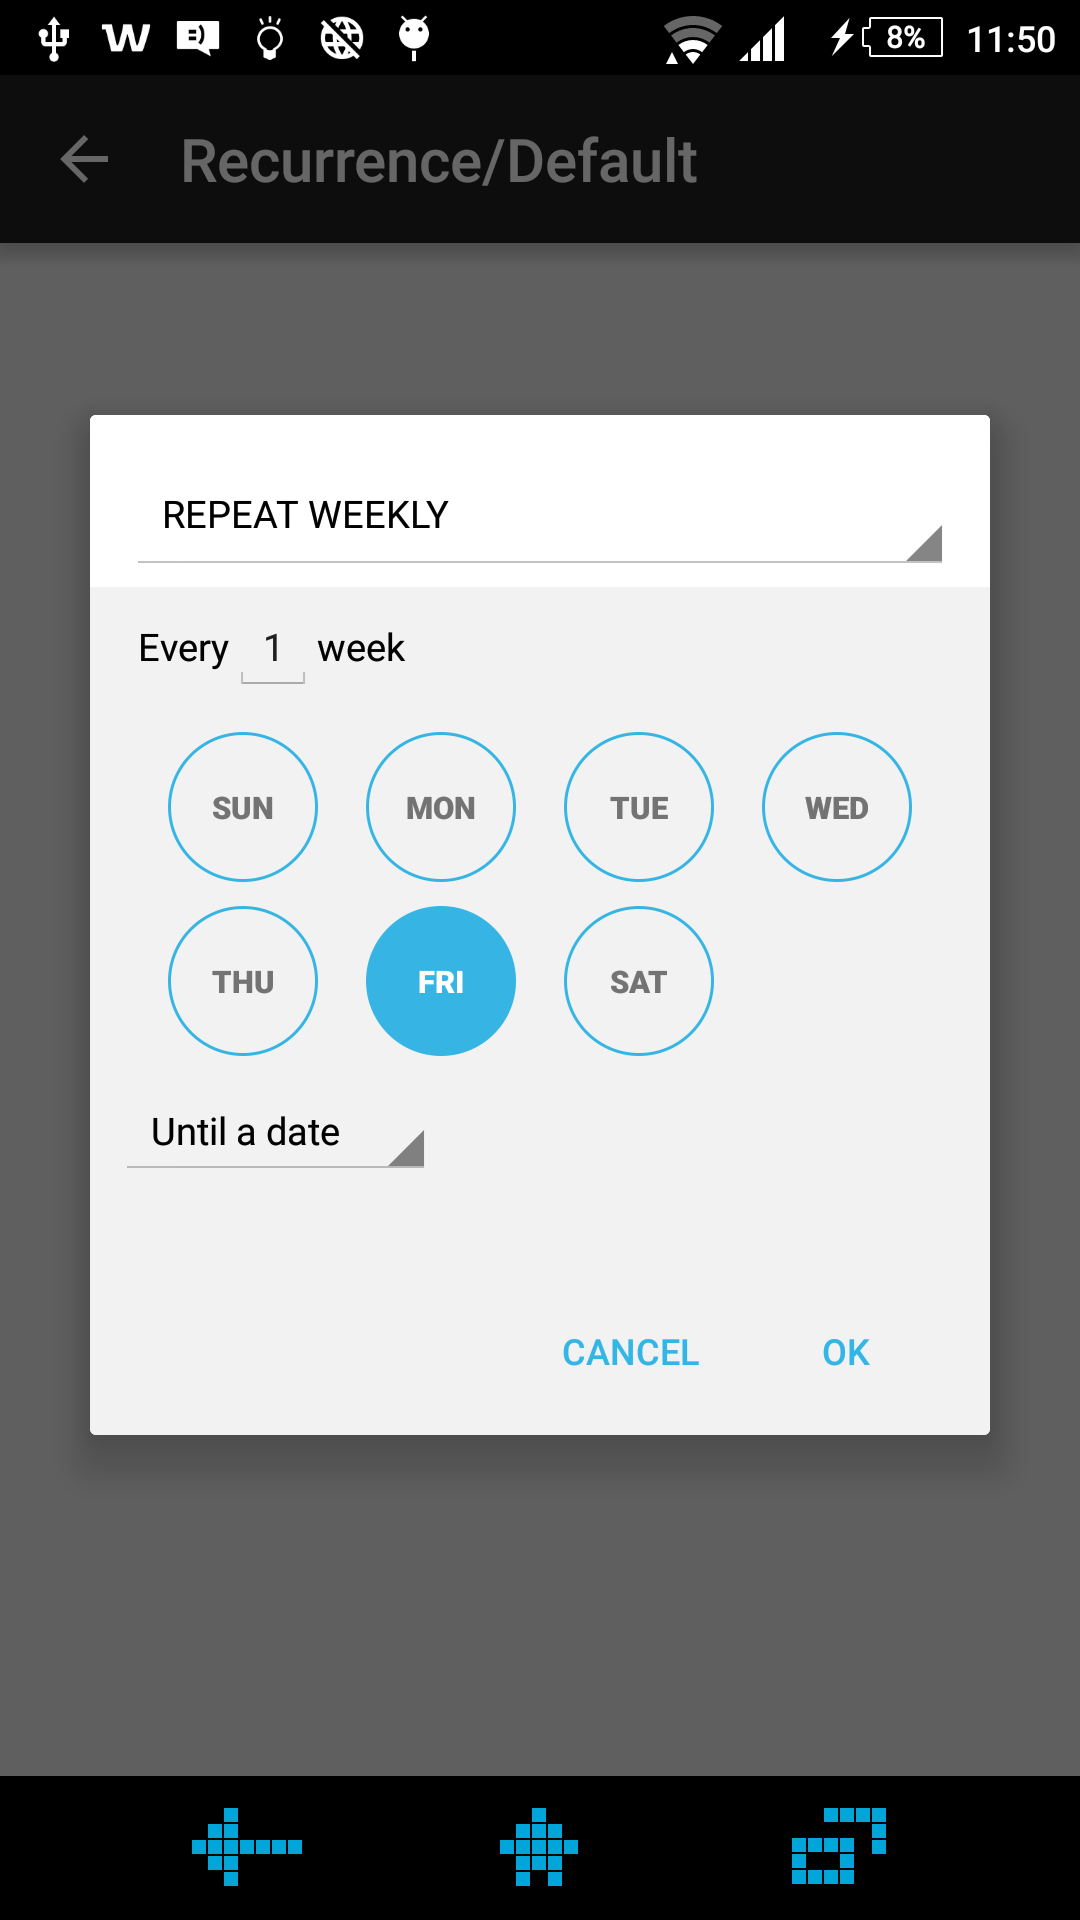 8% 11:50
Recurrence/Default
REPEAT WEEKLY
Every 1 week
SUN MON TUE WED
THU FRI SAT
Until a date
CANCEL OK